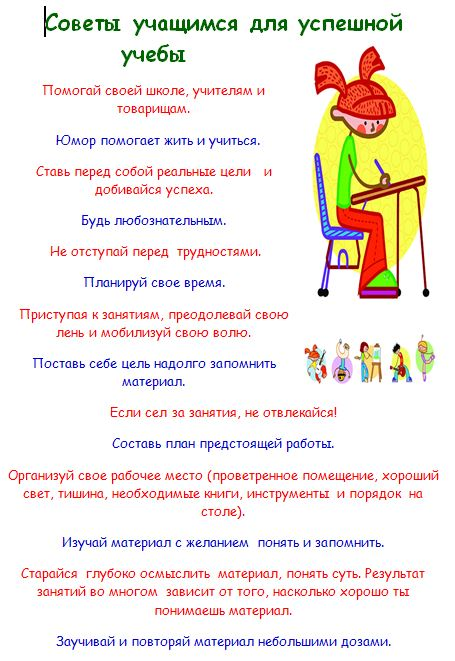 Советы учащимся для успешной
учебы
Помогай своей школе, учителям и
товарищам.
Юмор помогает жить и учиться.
Ставь перед собой реальные цели и
добивайся успеха.
Будь любознательным.
Не отступай перед трудностями.
Планируй свое время.
Приступая к занятиям, преодолевай свою
лень и мобилизуй свою волю.
Поставь себе цель надолго запомнить
материал.
Если сел за занятия, не отвлекайся!
Составь план предстоящей работы.
Организуй свое рабочее место (проветренное помещение, хороший
свет, тишина, необходимые книги, инструменты и порядок на
столе).
Изучай материал с желанием понять и запомнить.
Старайся глубоко осмыслить материал, понять суть. Результат
занятий во многом зависит от того, насколько хорошо ты
понимаешь материал.
Заучивай и повторяй материал небольшими дозами.